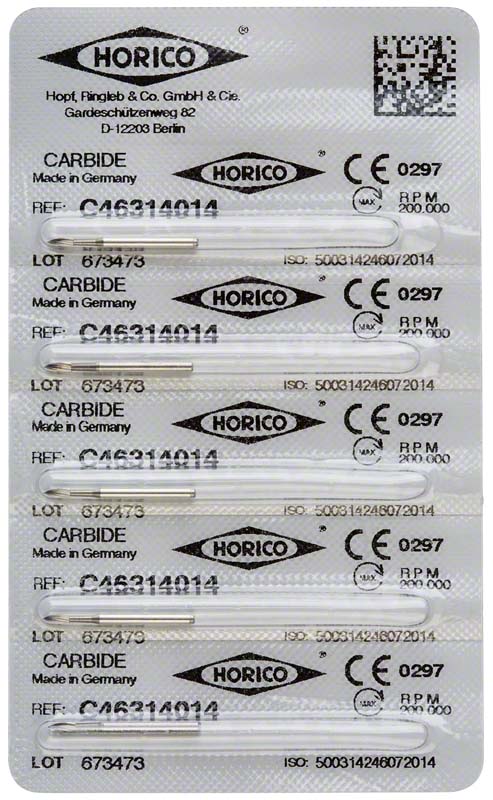 HORICO ®
Hopf, Ringleb & Co. GmbH & Cie.
Gardeschützenweg 82
D-12203 Berlin
CARBIDE HORICO ® CE 0297
Made in Germany
REF: C46314014 MAX RPM 200.000
LOT 673473 ISO: 500314246072014
CARBIDE HORICO ® CE 0297
Made in Germany
REF: C46314014 MAX RPM 200.000
LOT 673473 ISO: 500314246072014
CARBIDE HORICO ® CE 0297
Made in Germany
REF: C46314014 MAX RPM 200.000
LOT 673473 ISO: 500314246072014
CARBIDE HORICO ® CE 0297
Made in Germany
REF: C46314014 MAX RPM 200.000
LOT 673473 ISO: 500314246072014
CARBIDE HORICO ® CE 0297
Made in Germany
REF: C46314014 MAX RPM 200.000
LOT 673473 ISO: 500314246072014